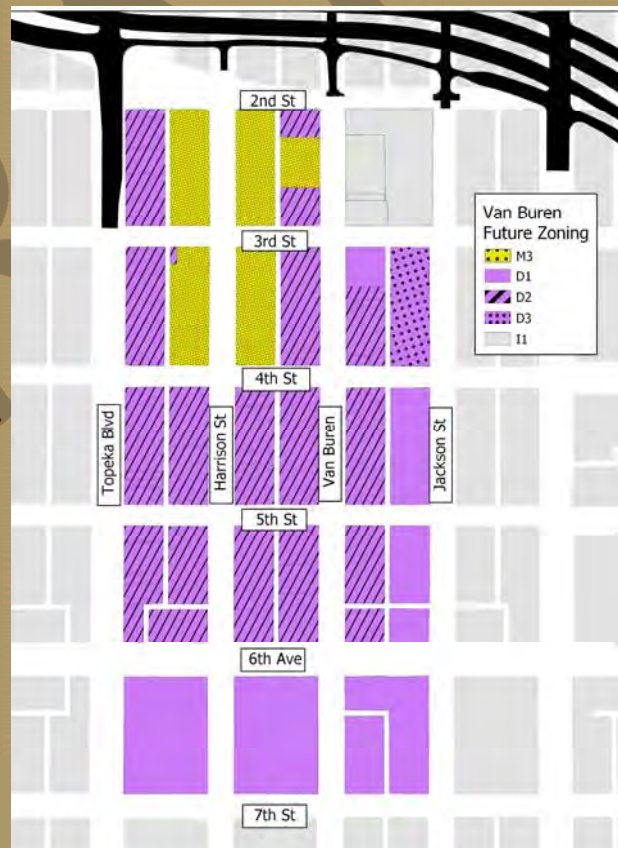 2nd St
Van Buren
Future Zoning
M3
D1
D2
D3
I1
3rd St
4th St
Topeka Blvd
Harrison St
Van Buren
Jackson St
5th St
6th Ave
7th St